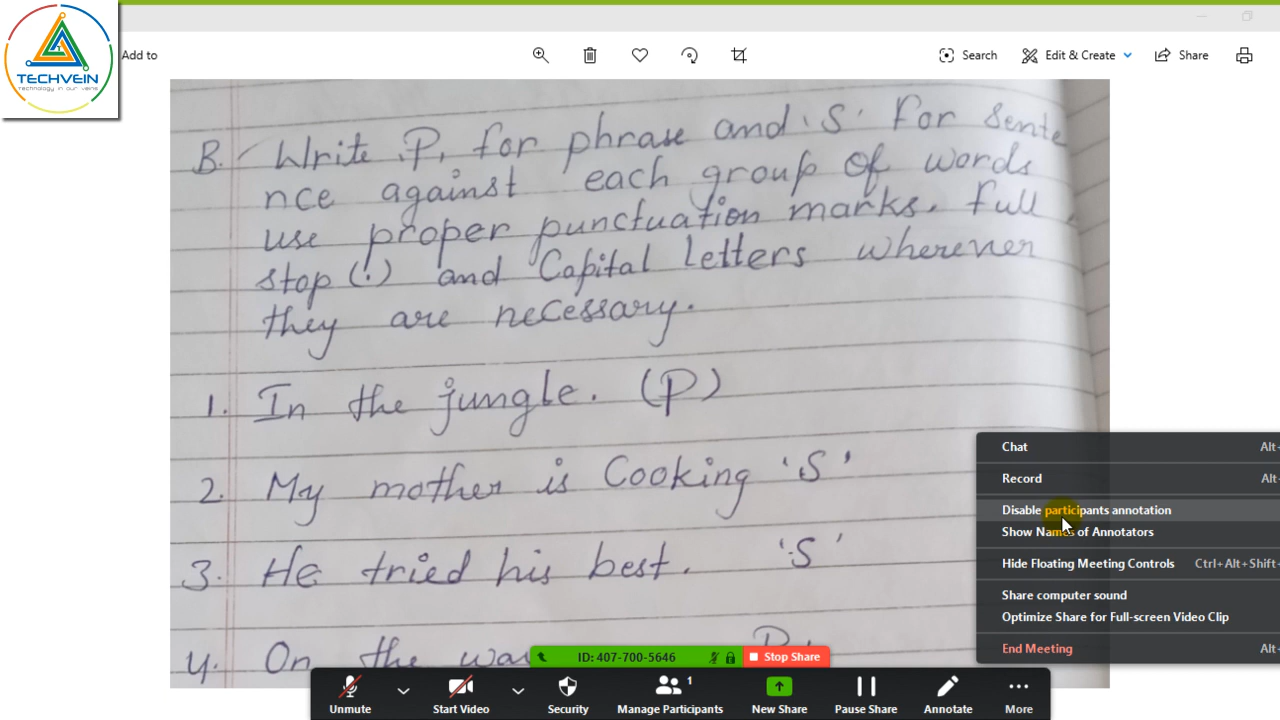 TECHVEIN
Technology in our veins
Add to
Search
Edit & Create
Share
B. Write 'P' for phrase and 'S' For Sente
nce against each group of words
use proper punctuation marks. full
stop (.) and Capital letters wherever
they are necessary.
1. In the jungle. (P)
2. My mother is Cooking 'S'
3. He tried his best. 'S'
4. On the P
Chat Alt+
Record Alt+
Disable participants annotation
Show Names of Annotators
Hide Floating Meeting Controls Ctrl+Alt+Shift+
Share computer sound
Optimize Share for Full-screen Video Clip
End Meeting Alt+
ID: 407-700-5646 Stop Share
Unmute Start Video Security Manage Participants 1 New Share Pause Share Annotate More